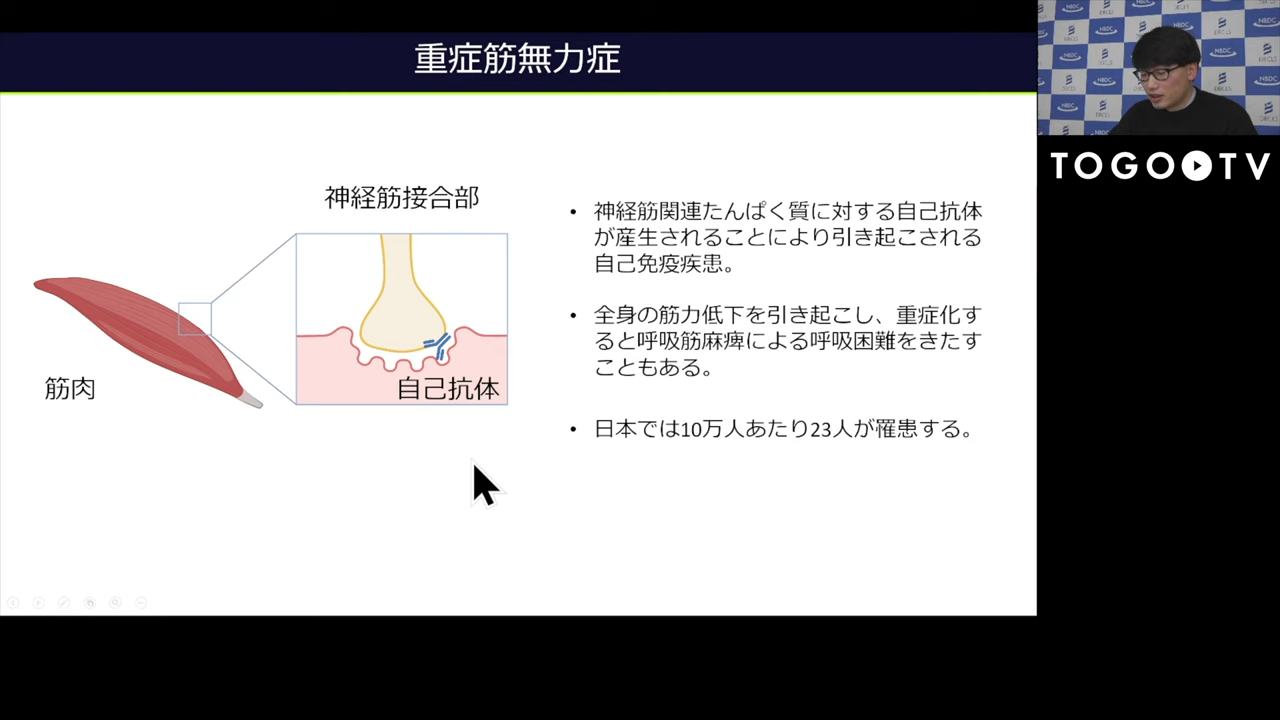 重症筋無力症
神経筋接合部
筋肉
自己抗体
• 神経筋関連たんぱく質に対する自己抗体
が産生されることにより引き起こされる
自己免疫疾患。
• 全身の筋力低下を引き起こし、重症化す
ると呼吸筋麻痺による呼吸困難をきたす
こともある。
• 日本では10万人あたり23人が罹患する。
TOGO TV
NBDC
DBCLS